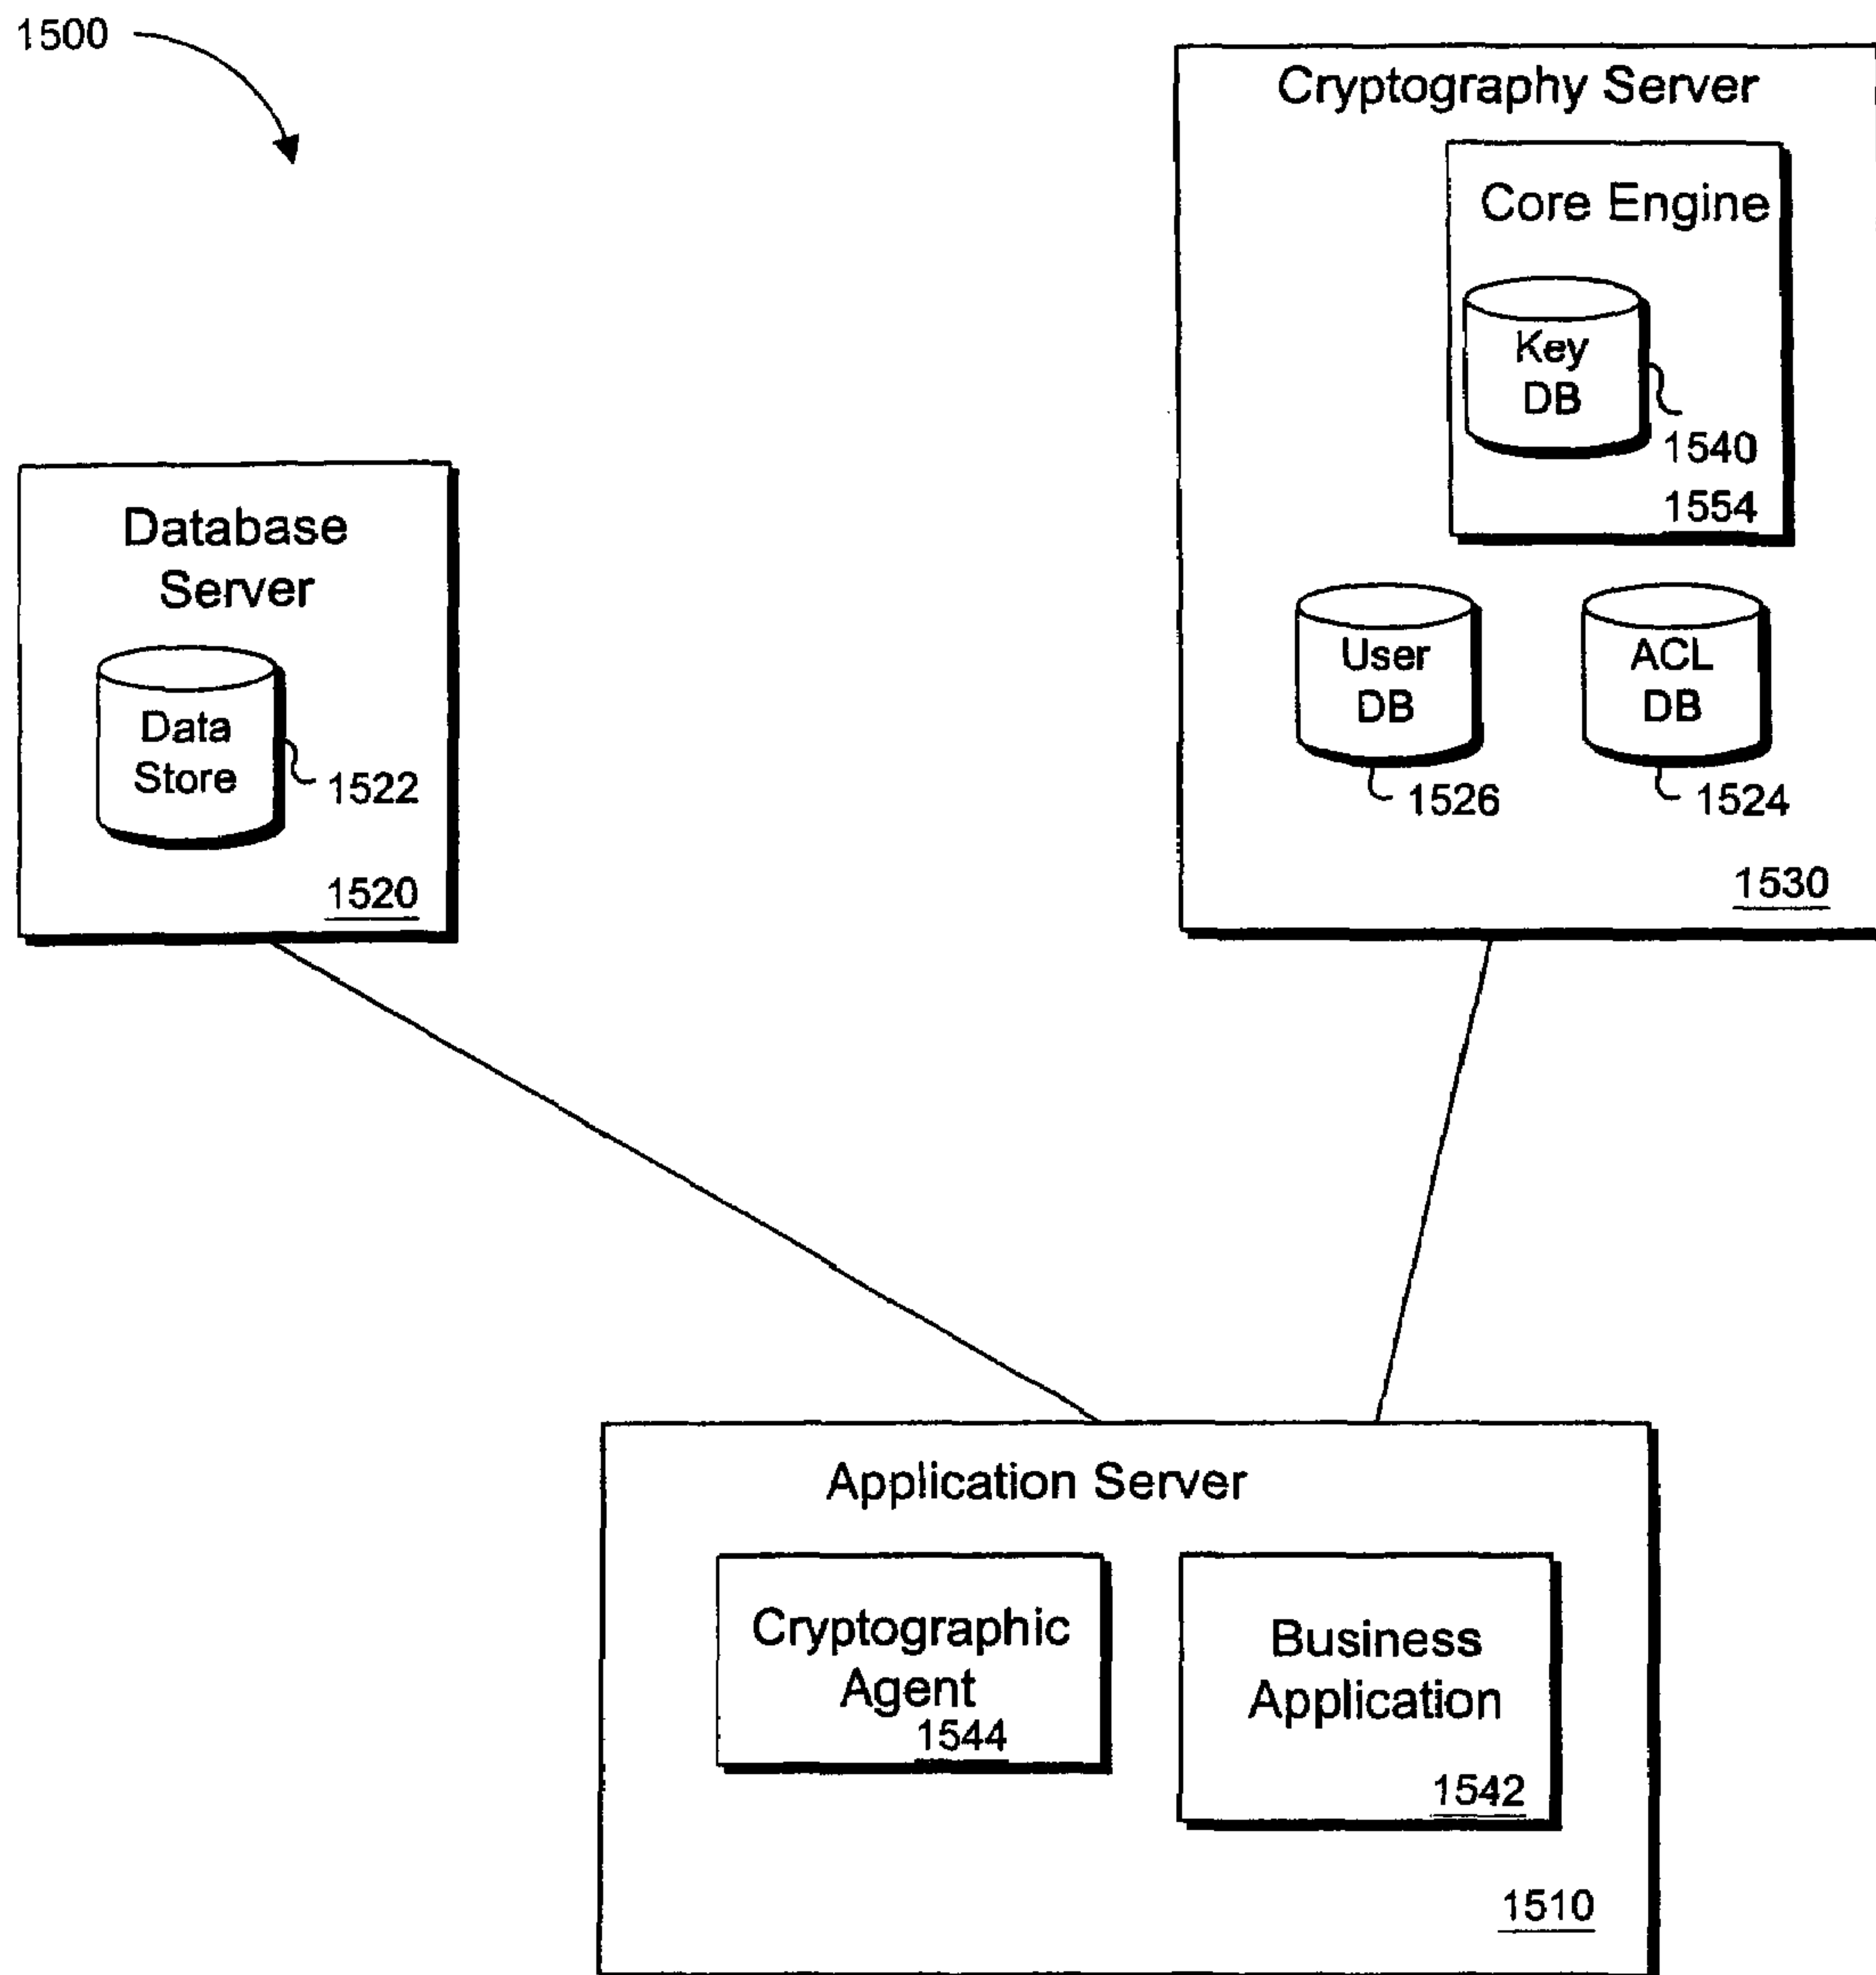 1500
Cryptography Server
Core Engine
Key
DB
1540
1554
User
DB
1526
ACL
DB
1524
1530
Database
Server
Data
Store
1522
1520
Application Server
Cryptographic
Agent
1544
Business
Application
1542
1510